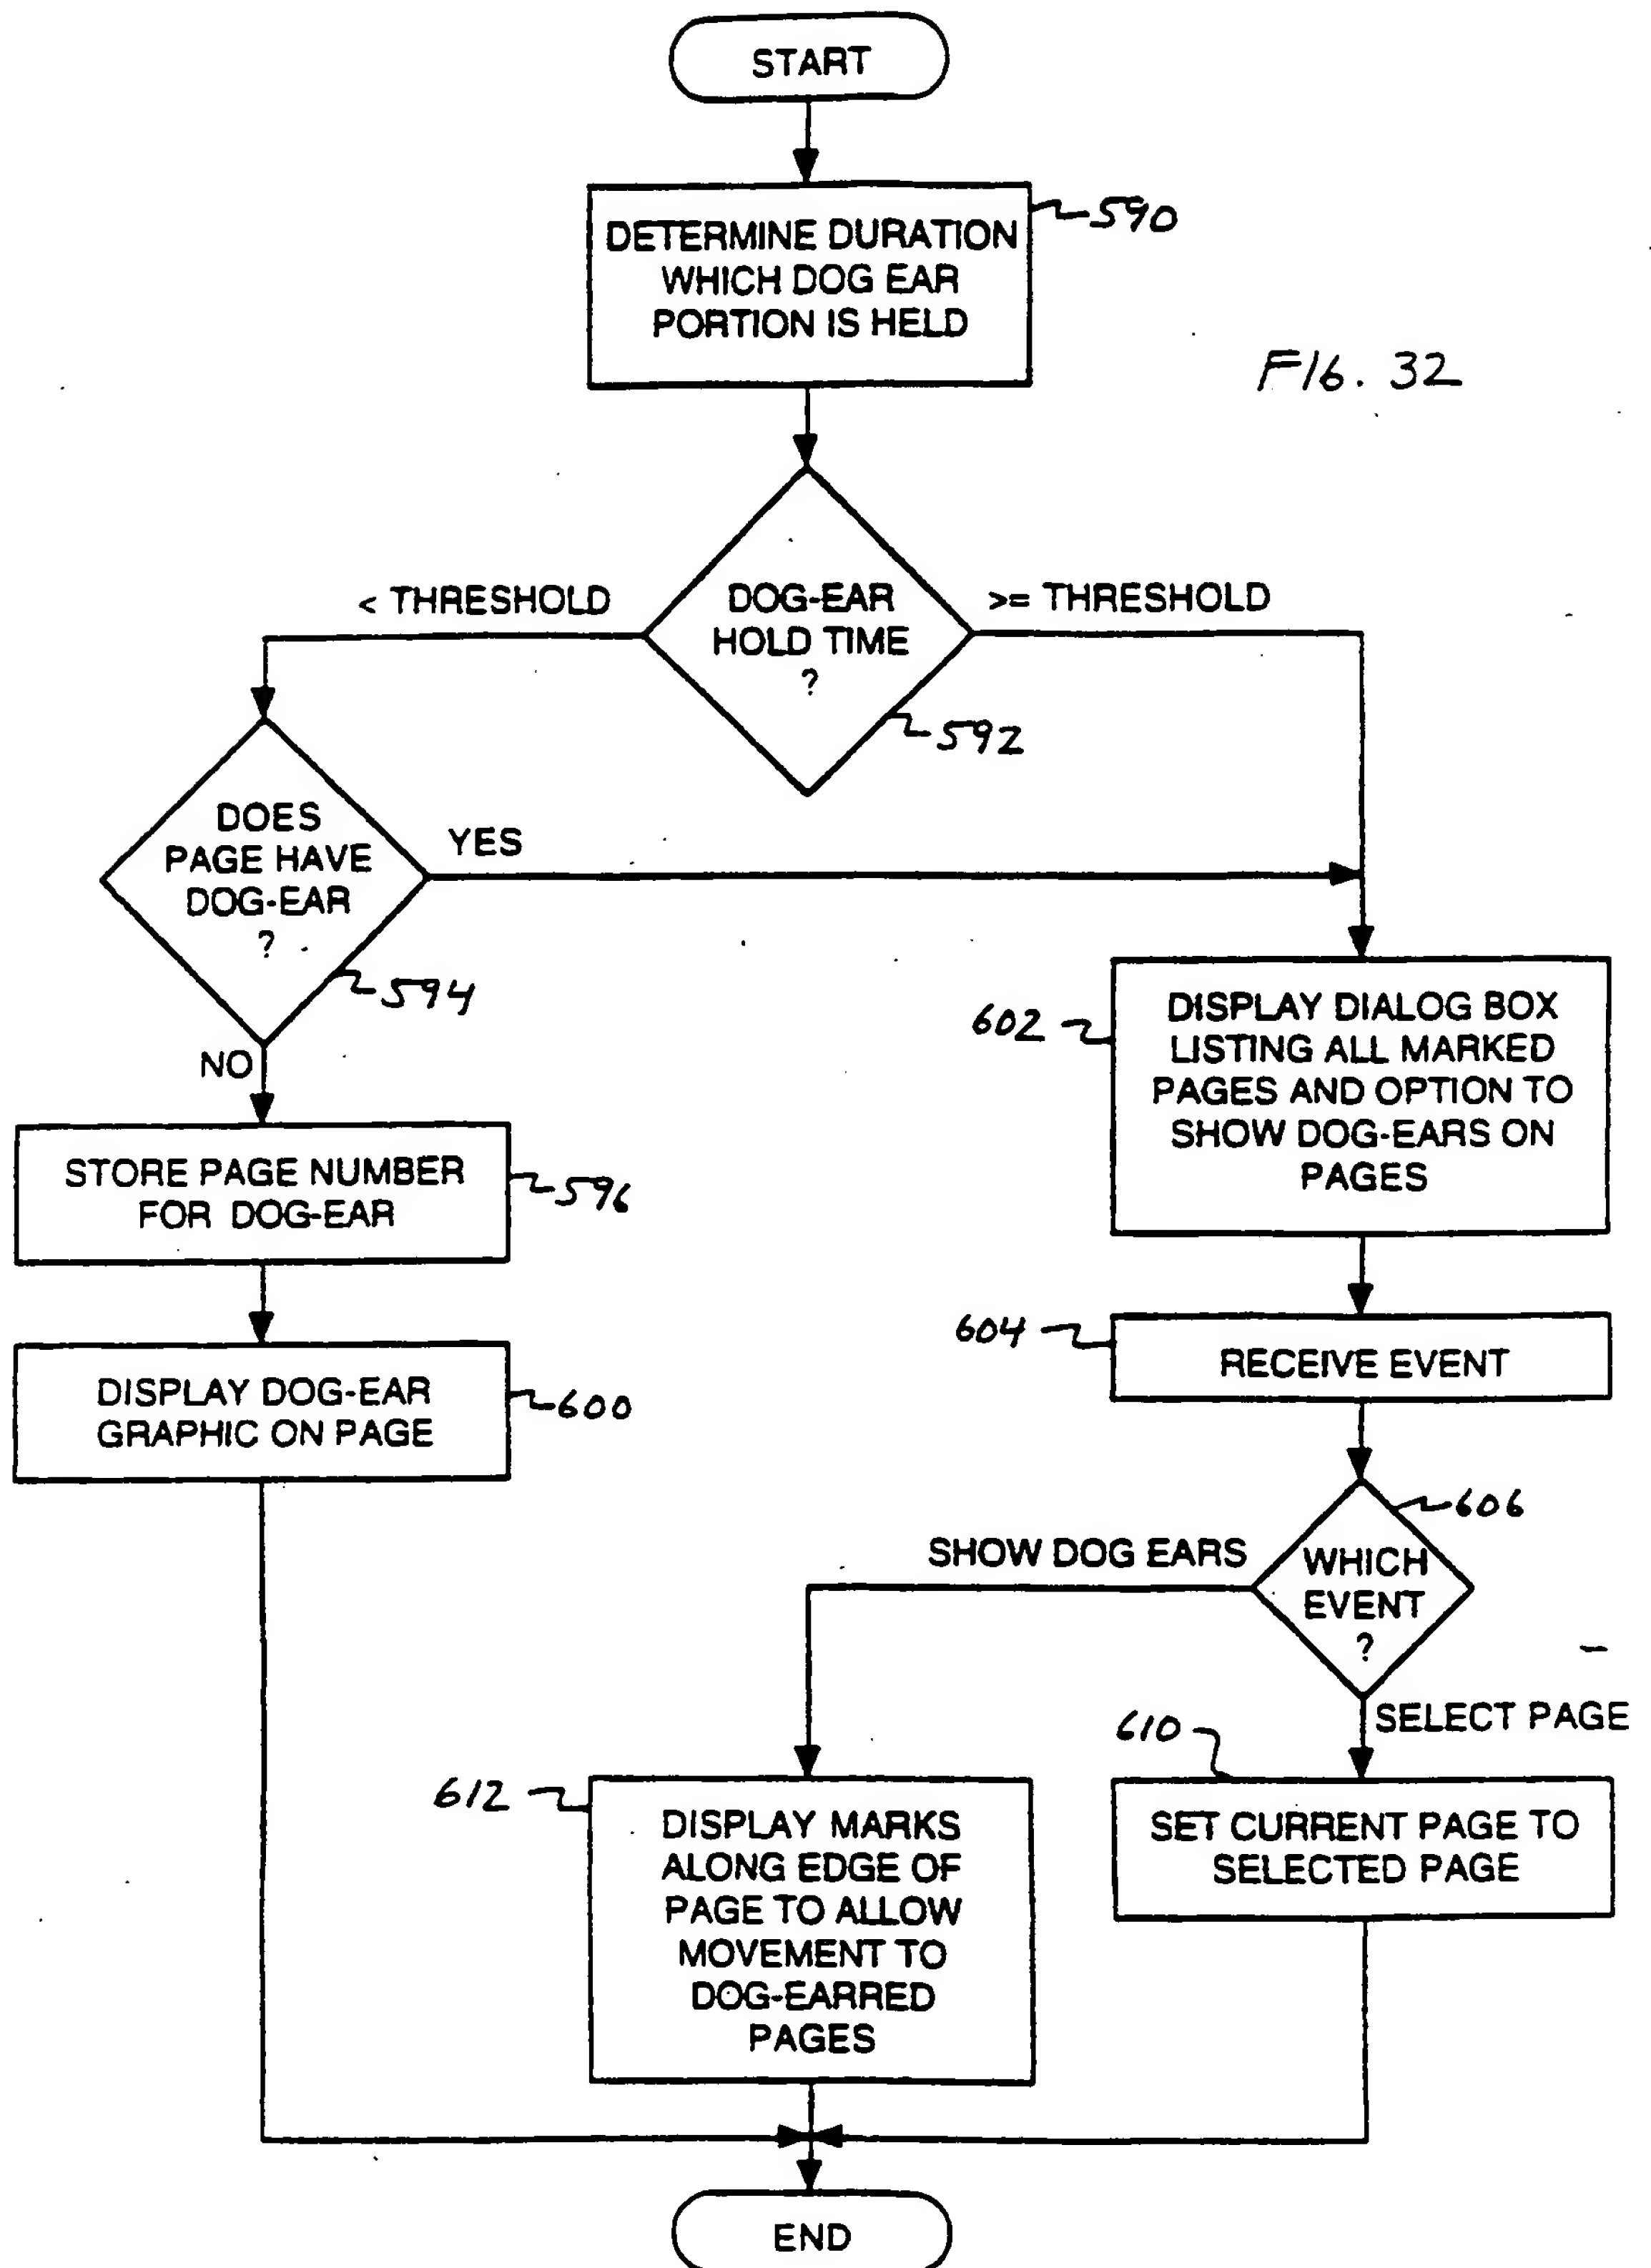 START
DETERMINE DURATION
WHICH DOG EAR
PORTION IS HELD
590
FIG. 32
< THRESHOLD
DOG-EAR
HOLD TIME
?
>= THRESHOLD
592
DOES
PAGE HAVE
DOG-EAR
?
YES
594
NO
602
DISPLAY DIALOG BOX
LISTING ALL MARKED
PAGES AND OPTION TO
SHOW DOG-EARS ON
PAGES
STORE PAGE NUMBER
FOR DOG-EAR
596
604
RECEIVE EVENT
DISPLAY DOG-EAR
GRAPHIC ON PAGE
600
606
SHOW DOG EARS
WHICH
EVENT
?
SELECT PAGE
610
612
DISPLAY MARKS
ALONG EDGE OF
PAGE TO ALLOW
MOVEMENT TO
DOG-EARRED
PAGES
SET CURRENT PAGE TO
SELECTED PAGE
END